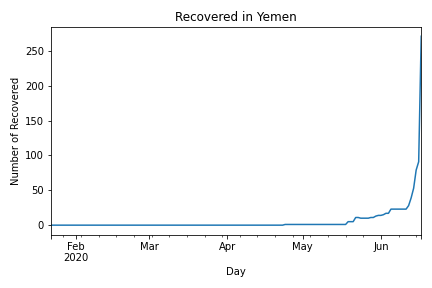 Recovered in Yemen
Number of Recovered
250
200
150
100
50
0
Feb
2020
Mar
Apr
May
Jun
Day